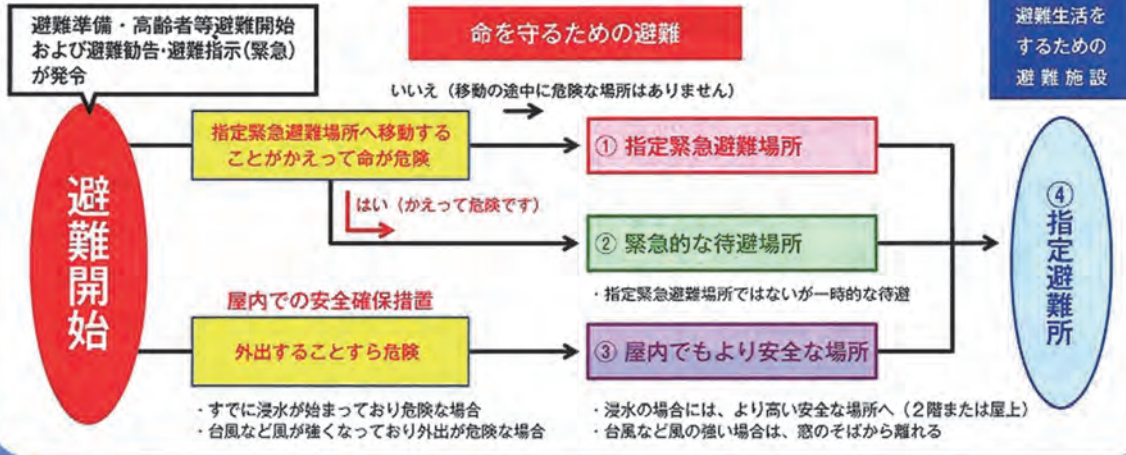 避難準備・高齢者等避難開始
および避難勧告・避難指示(緊急)
が発令
命を守るための避難
避難生活を
するための
避難施設
いいえ（移動の途中に危険な場所はありません）
避難開始
指定緊急避難場所へ移動する
ことがかえって命が危険
① 指定緊急避難場所
はい（かえって危険です）
② 緊急的な待避場所
・指定緊急避難場所ではないが一時的な待避
屋内での安全確保措置
外出することすら危険
③ 屋内でもより安全な場所
・すでに浸水が始まっており危険な場合
・台風など風が強くなっており外出が危険な場合
・浸水の場合には、より高い安全な場所へ（２階または屋上）
・台風など風の強い場合は、窓のそばから離れる
④指定避難所